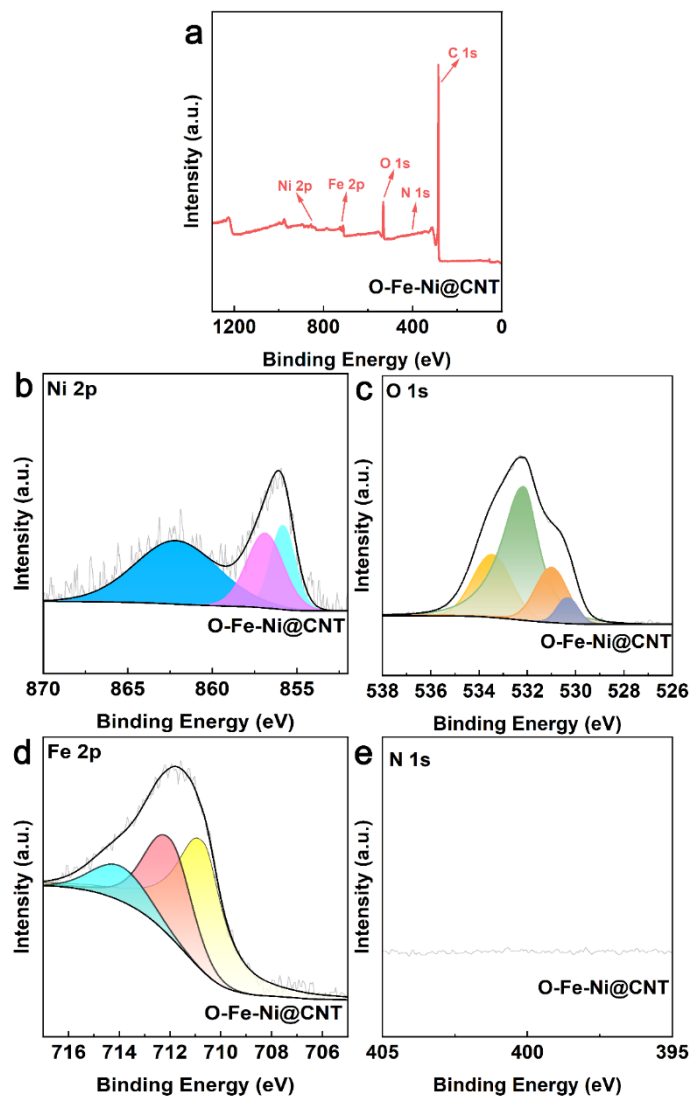 a
C 1s
O 1s
Ni 2p
Fe 2p
N 1s
Intensity (a.u.)
O-Fe-Ni@CNT
1200 800 400 0
Binding Energy (eV)
b
Ni 2p
Intensity (a.u.)
O-Fe-Ni@CNT
870 865 860 855
Binding Energy (eV)
c
O 1s
Intensity (a.u.)
O-Fe-Ni@CNT
538 536 534 532 530 528 526
Binding Energy (eV)
d
Fe 2p
Intensity (a.u.)
O-Fe-Ni@CNT
716 714 712 710 708 706
Binding Energy (eV)
e
N 1s
Intensity (a.u.)
O-Fe-Ni@CNT
405 400 395
Binding Energy (eV)